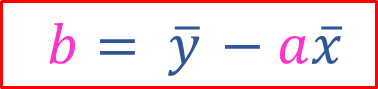 b = y̅ − ax̅